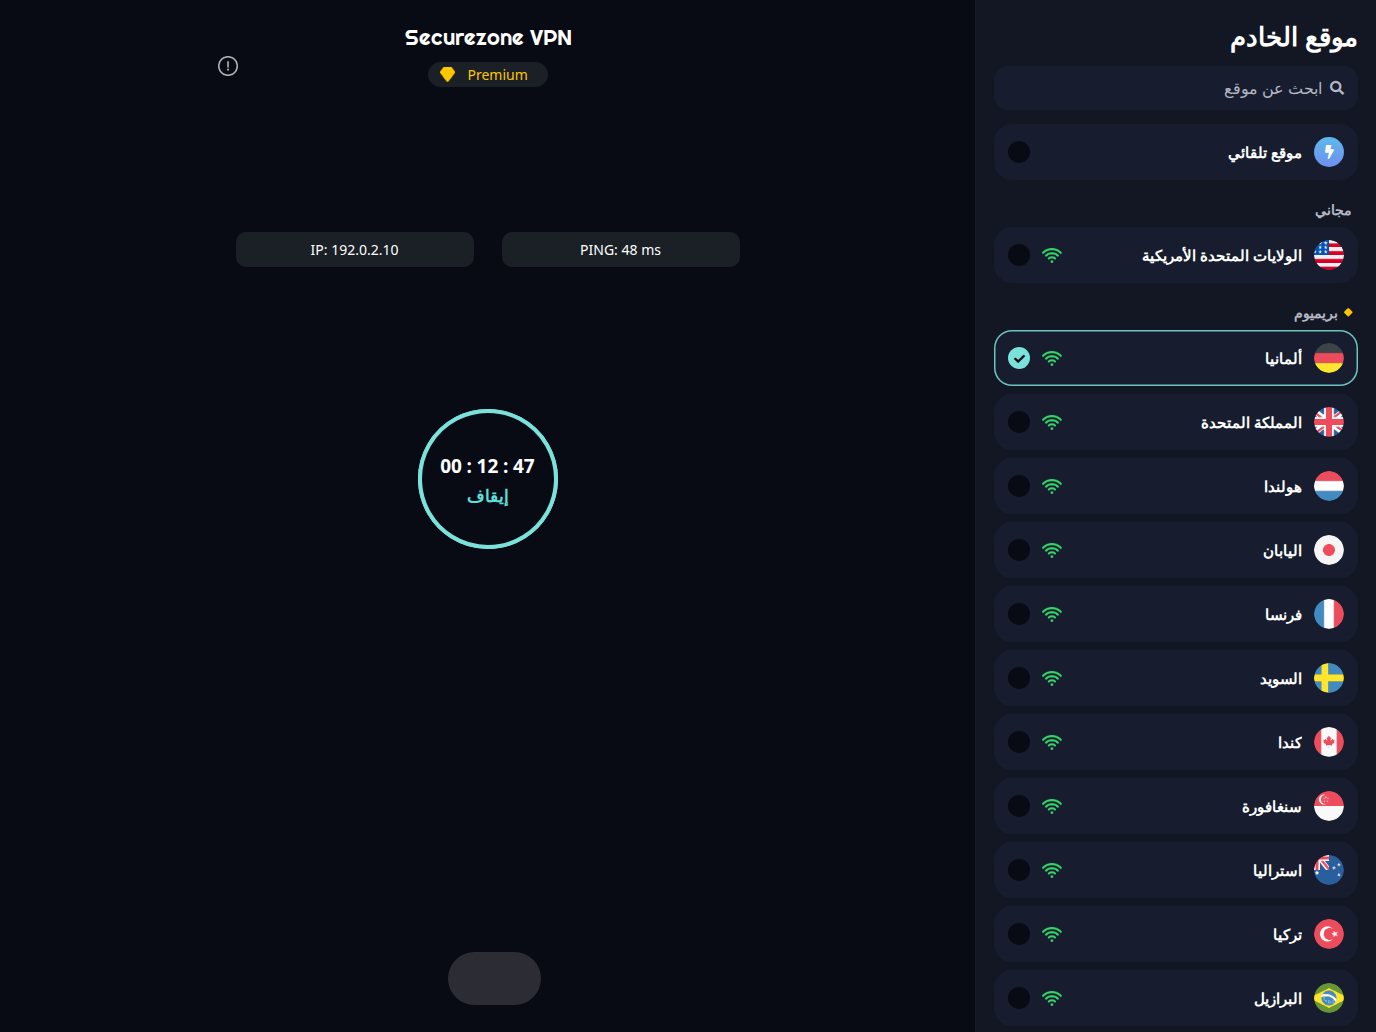 Securezone VPN
Premium
IP: 192.0.2.10
PING: 48 ms
00 : 12 : 47
إيقاف
موقع الخادم
ابحث عن موقع
موقع تلقائي
مجاني
الولايات المتحدة الأمريكية
بريميوم
ألمانيا
المملكة المتحدة
هولندا
اليابان
فرنسا
السويد
كندا
سنغافورة
استراليا
تركيا
البرازيل